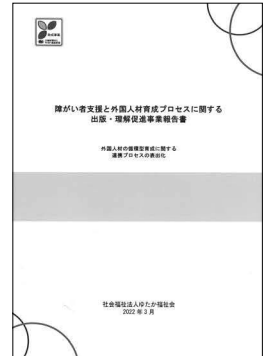 障がい者支援と外国人材育成プロセスに関する
出版・理解促進事業報告書
外国人材の循環型育成に関する
連携プロセスの表出化
社会福祉法人ゆたか福祉会
2022年3月